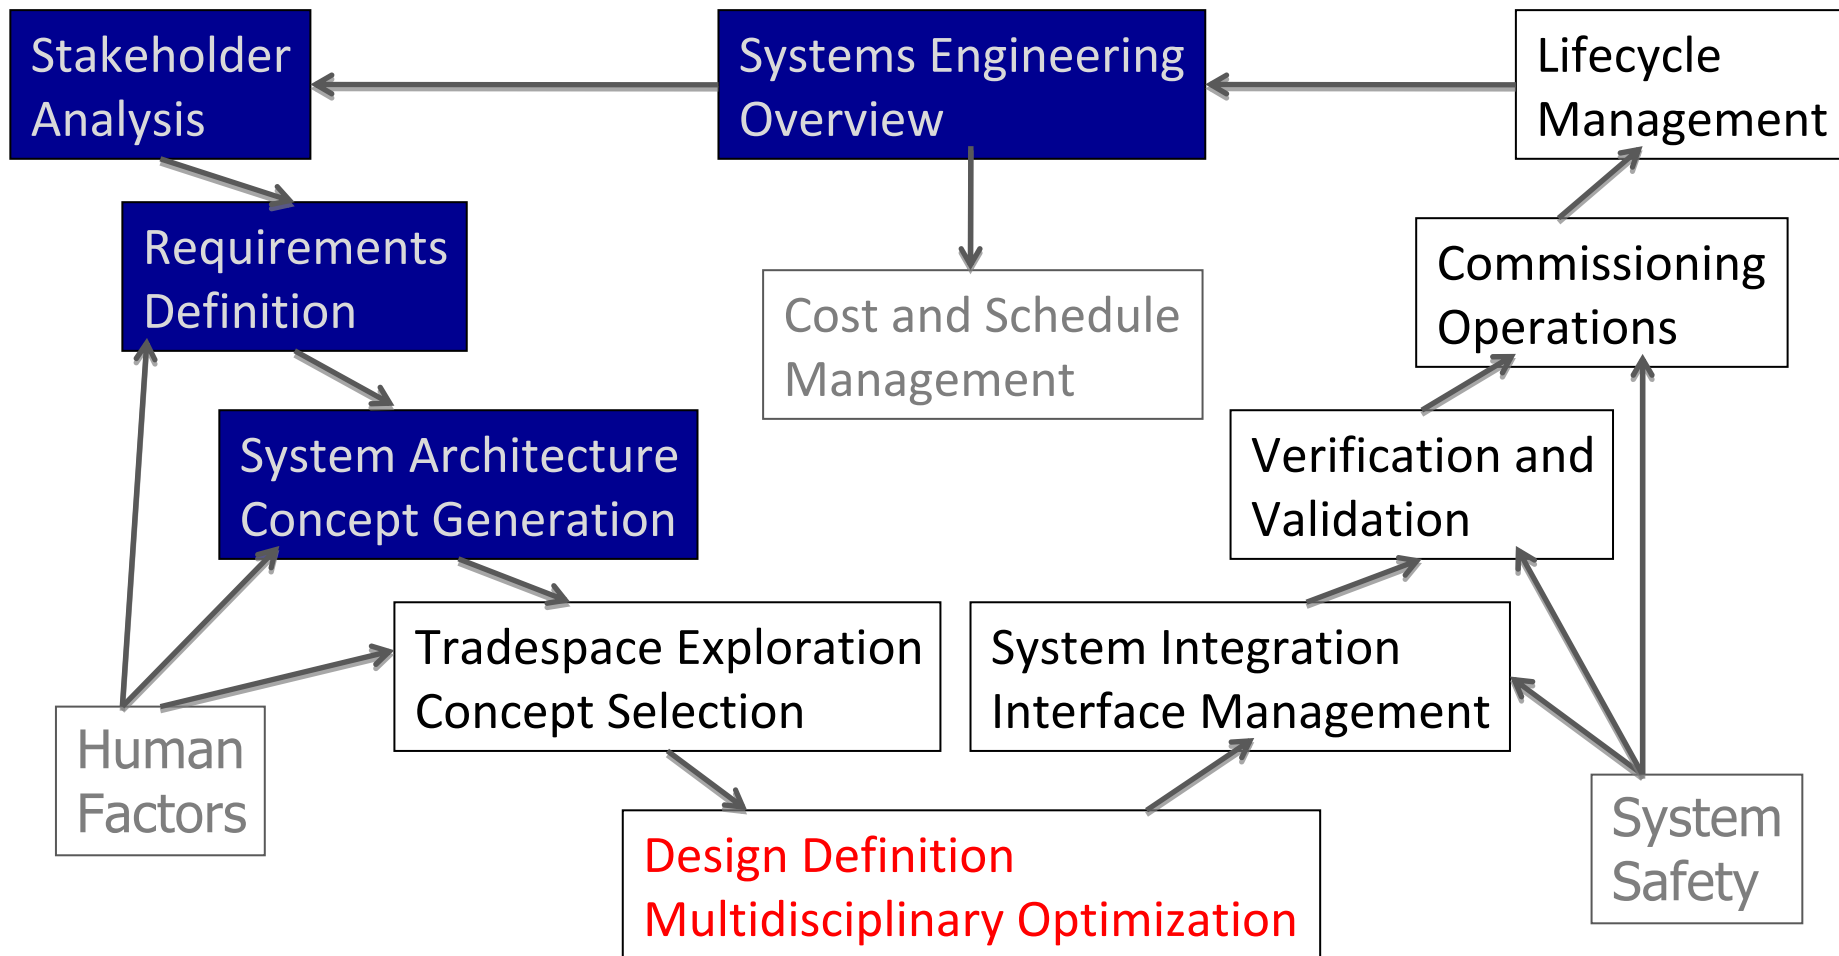 Stakeholder
Analysis
Systems Engineering
Overview
Lifecycle
Management
Requirements
Definition
Cost and Schedule
Management
Commissioning
Operations
System Architecture
Concept Generation
Verification and
Validation
Tradespace Exploration
Concept Selection
System Integration
Interface Management
Human
Factors
Design Definition
Multidisciplinary Optimization
System
Safety